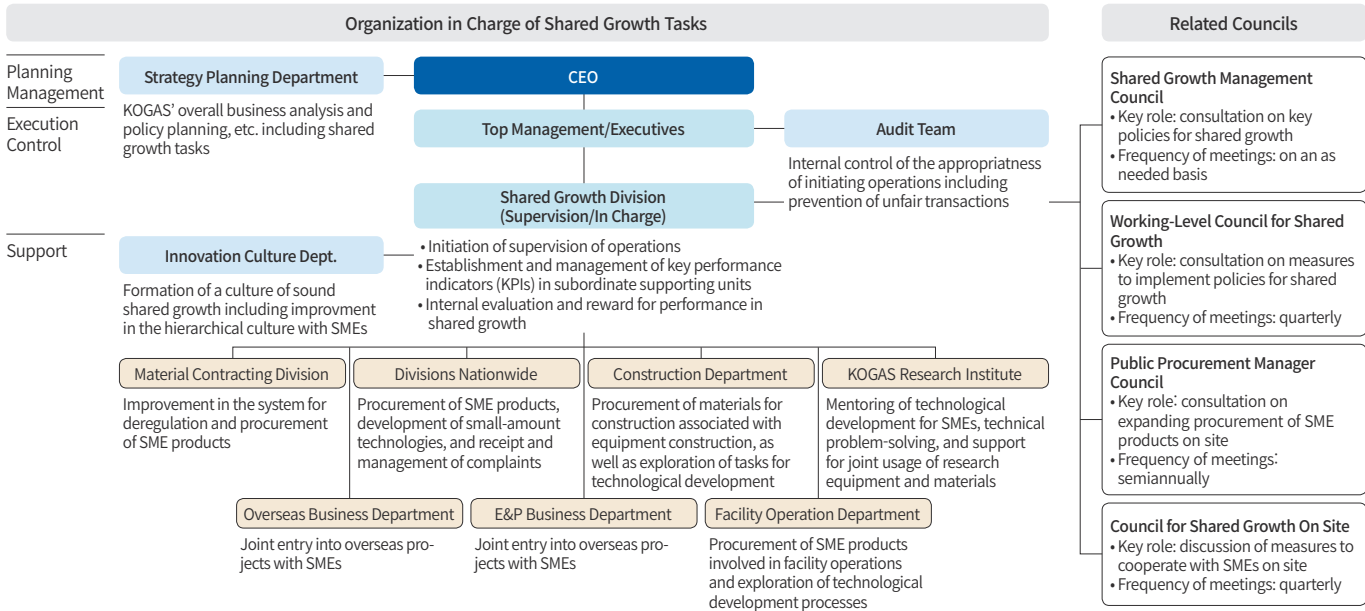 Organization in Charge of Shared Growth Tasks
Related Councils
Planning
Management
Execution
Control
Support
Strategy Planning Department
KOGAS' overall business analysis and
policy planning, etc. including shared
growth tasks
CEO
Top Management/Executives
Audit Team
Internal control of the appropriatness
of initiating operations including
prevention of unfair transactions
Shared Growth Division
(Supervision/In Charge)
• Initiation of supervision of operations
• Establishment and management of key performance
indicators (KPIs) in subordinate supporting units
• Internal evaluation and reward for performance in
shared growth
Innovation Culture Dept.
Formation of a culture of sound
shared growth including improvment
in the hierarchical culture with SMEs
Material Contracting Division
Improvement in the system for
deregulation and procurement
of SME products
Divisions Nationwide
Procurement of SME products,
development of small-amount
technologies, and receipt and
management of complaints
Construction Department
Procurement of materials for
construction associated with
equipment construction, as
well as exploration of tasks for
technological development
KOGAS Research Institute
Mentoring of technological
development for SMEs, technical
problem-solving, and support
for joint usage of research
equipment and materials
Overseas Business Department
Joint entry into overseas pro-
jects with SMEs
E&P Business Department
Joint entry into overseas pro-
jects with SMEs
Facility Operation Department
Procurement of SME products
involved in facility operations
and exploration of technological
development processes
Shared Growth Management
Council
• Key role: consultation on key
policies for shared growth
• Frequency of meetings: on an as
needed basis
Working-Level Council for Shared
Growth
• Key role: consultation on measures
to implement policies for shared
growth
• Frequency of meetings: quarterly
Public Procurement Manager
Council
• Key role: consultation on
expanding procurement of SME
products on site
• Frequency of meetings:
semiannually
Council for Shared Growth On Site
• Key role: discussion of measures to
cooperate with SMEs on site
• Frequency of meetings: quarterly